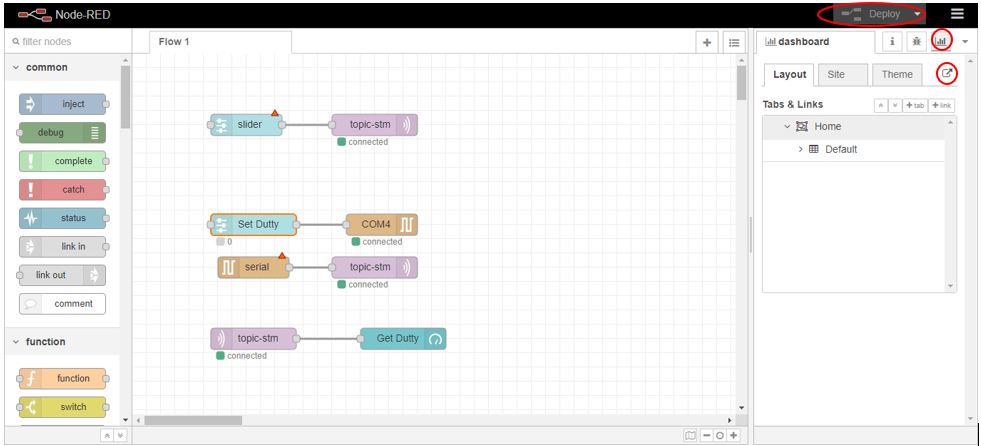 Node-RED
Deploy
filter nodes
Flow 1
dashboard
i
common
inject
debug
complete
catch
status
link in
link out
comment
function
function
switch
slider
topic-stm
connected
Set Dutty
COM4
0
connected
serial
topic-stm
connected
topic-stm
Get Dutty
connected
Layout
Site
Theme
Tabs & Links
+ tab
+ link
Home
Default